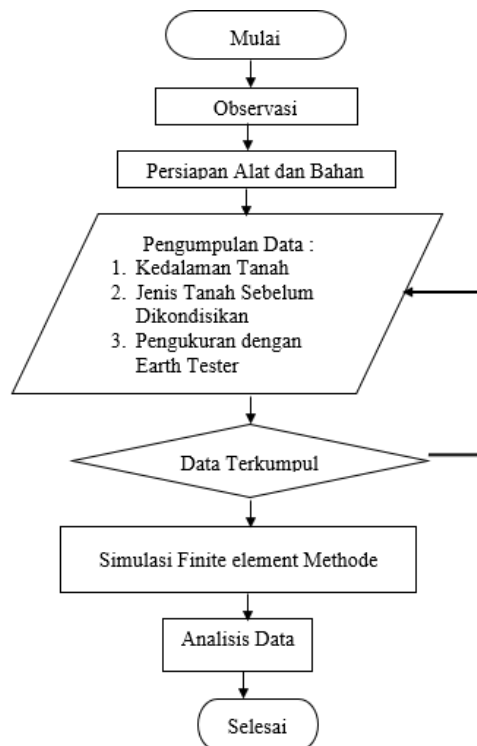 Mulai
Observasi
Persiapan Alat dan Bahan
Pengumpulan Data :
1. Kedalaman Tanah
2. Jenis Tanah Sebelum
Dikondisikan
3. Pengukuran dengan
Earth Tester
Data Terkumpul
Simulasi Finite element Methode
Analisis Data
Selesai